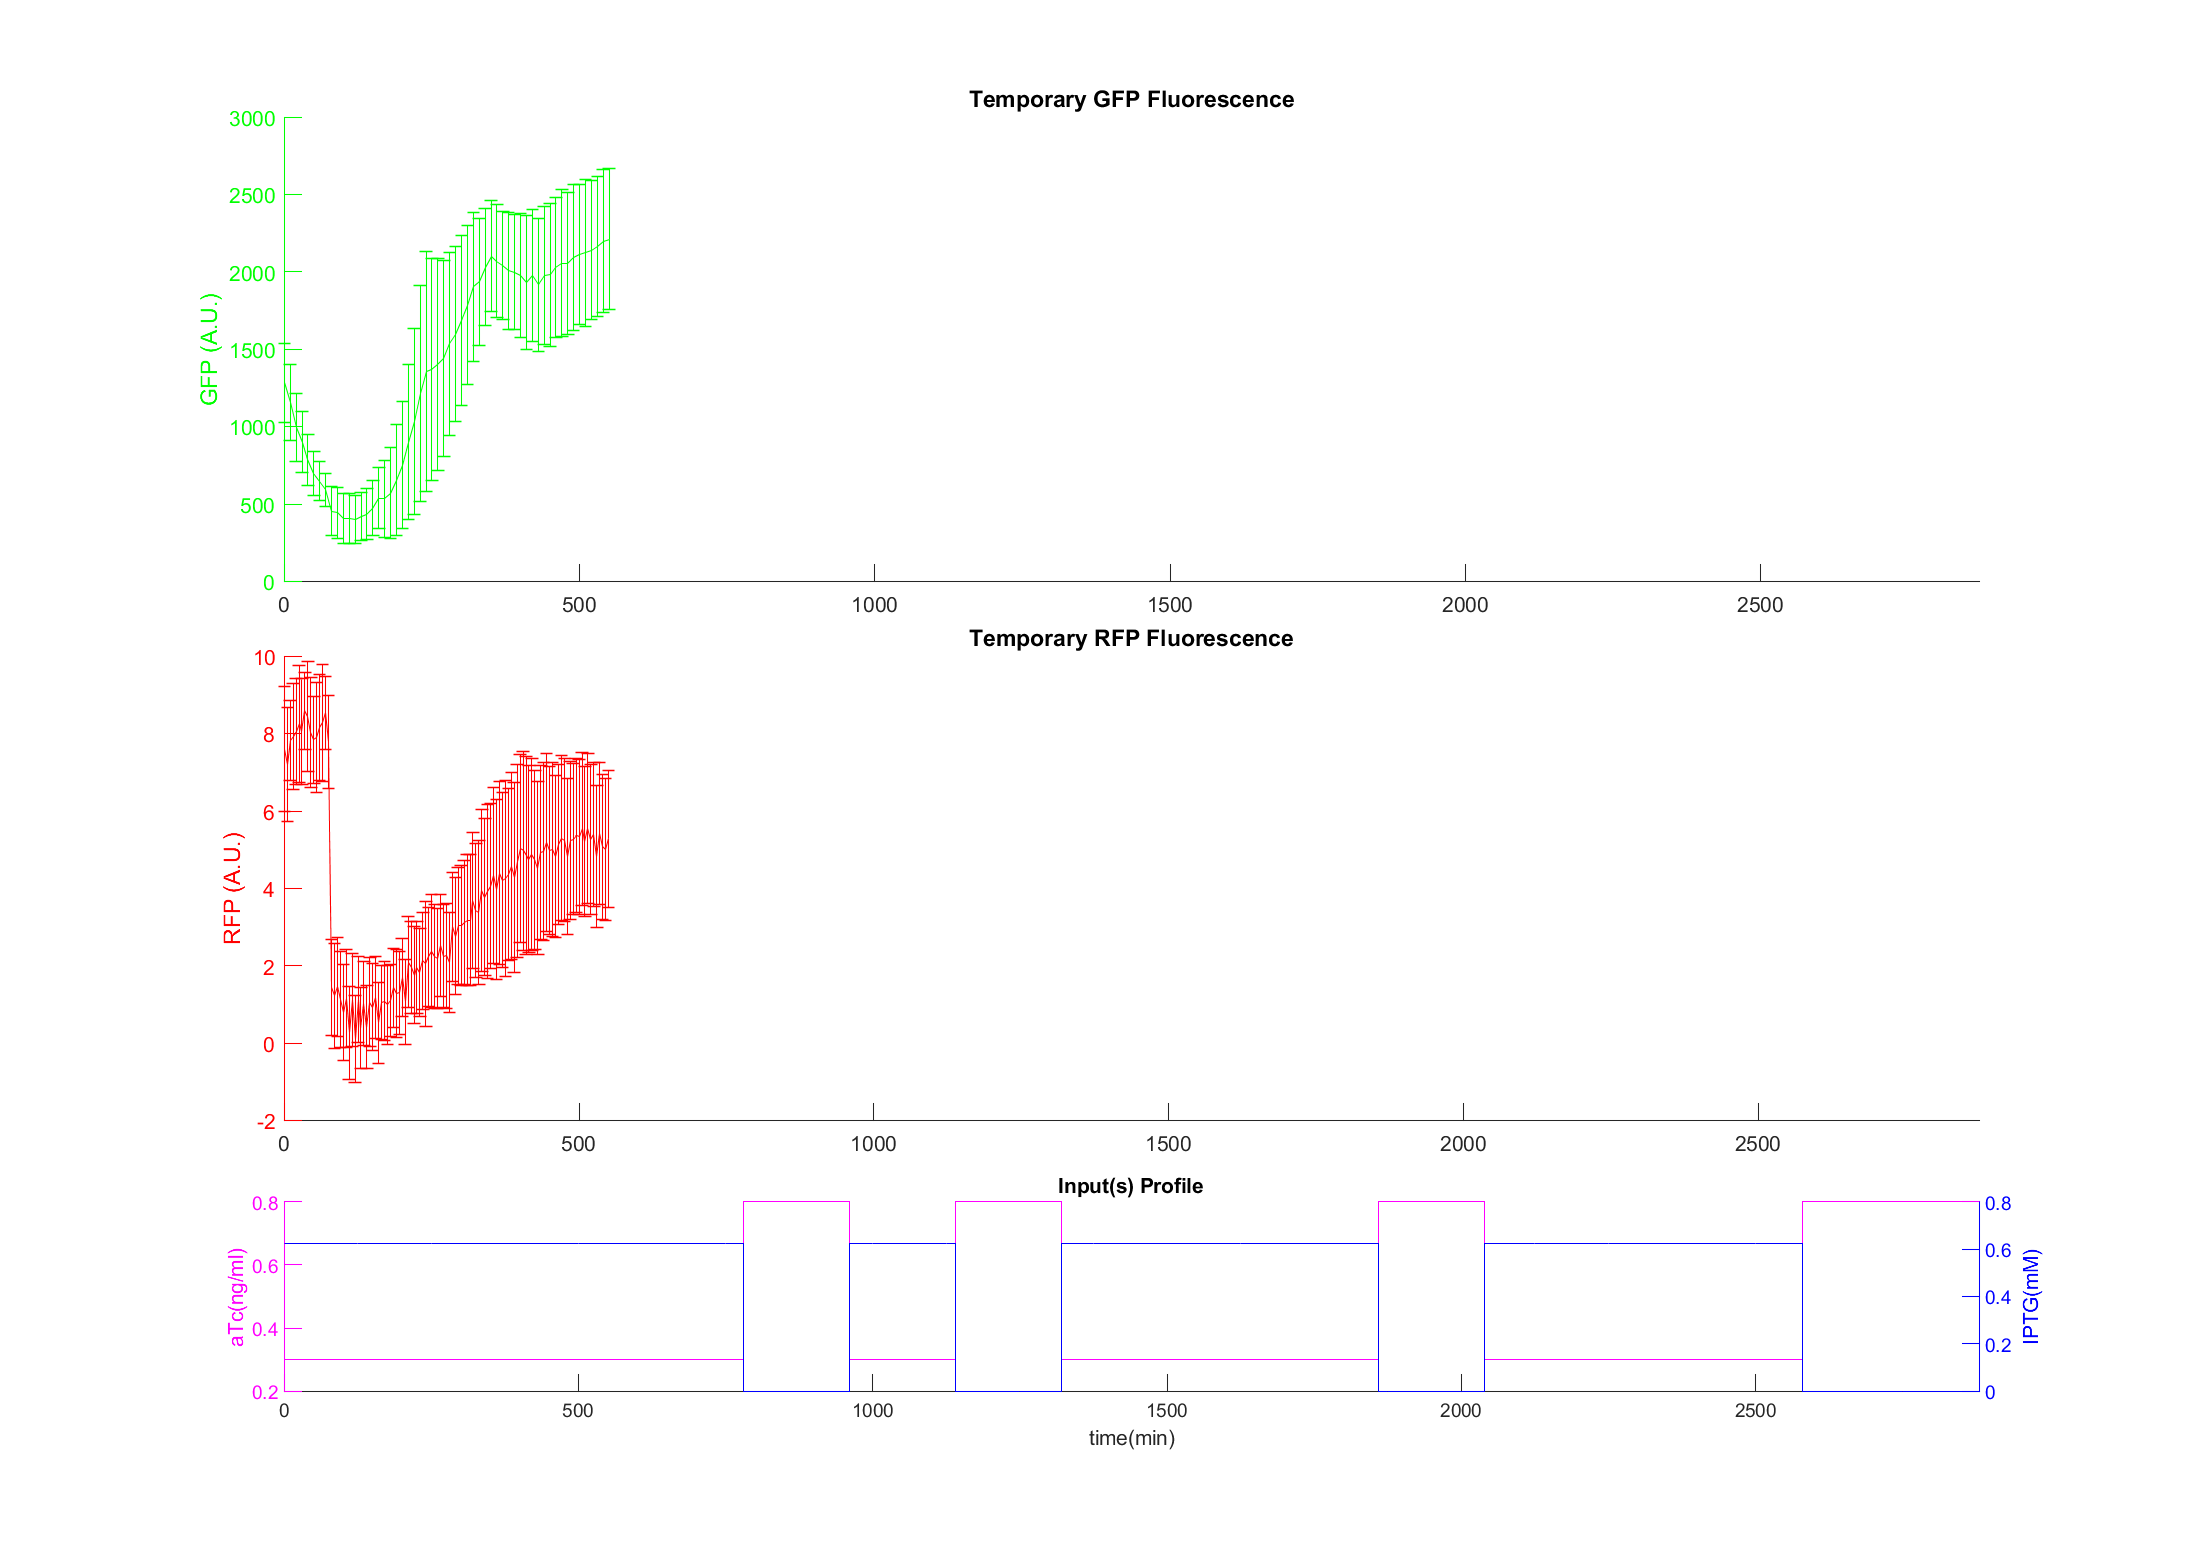 Temporary GFP Fluorescence
3000
2500
2000
1500
1000
500
0
GFP (A.U.)
0 500 1000 1500 2000 2500
Temporary RFP Fluorescence
10
8
6
4
2
0
-2
RFP (A.U.)
0 500 1000 1500 2000 2500
Input(s) Profile
0.8
0.6
0.4
0.2
aTc(ng/ml)
0.8
0.6
0.4
0.2
0
IPTG(mM)
0 500 1000 1500 2000 2500
time(min)